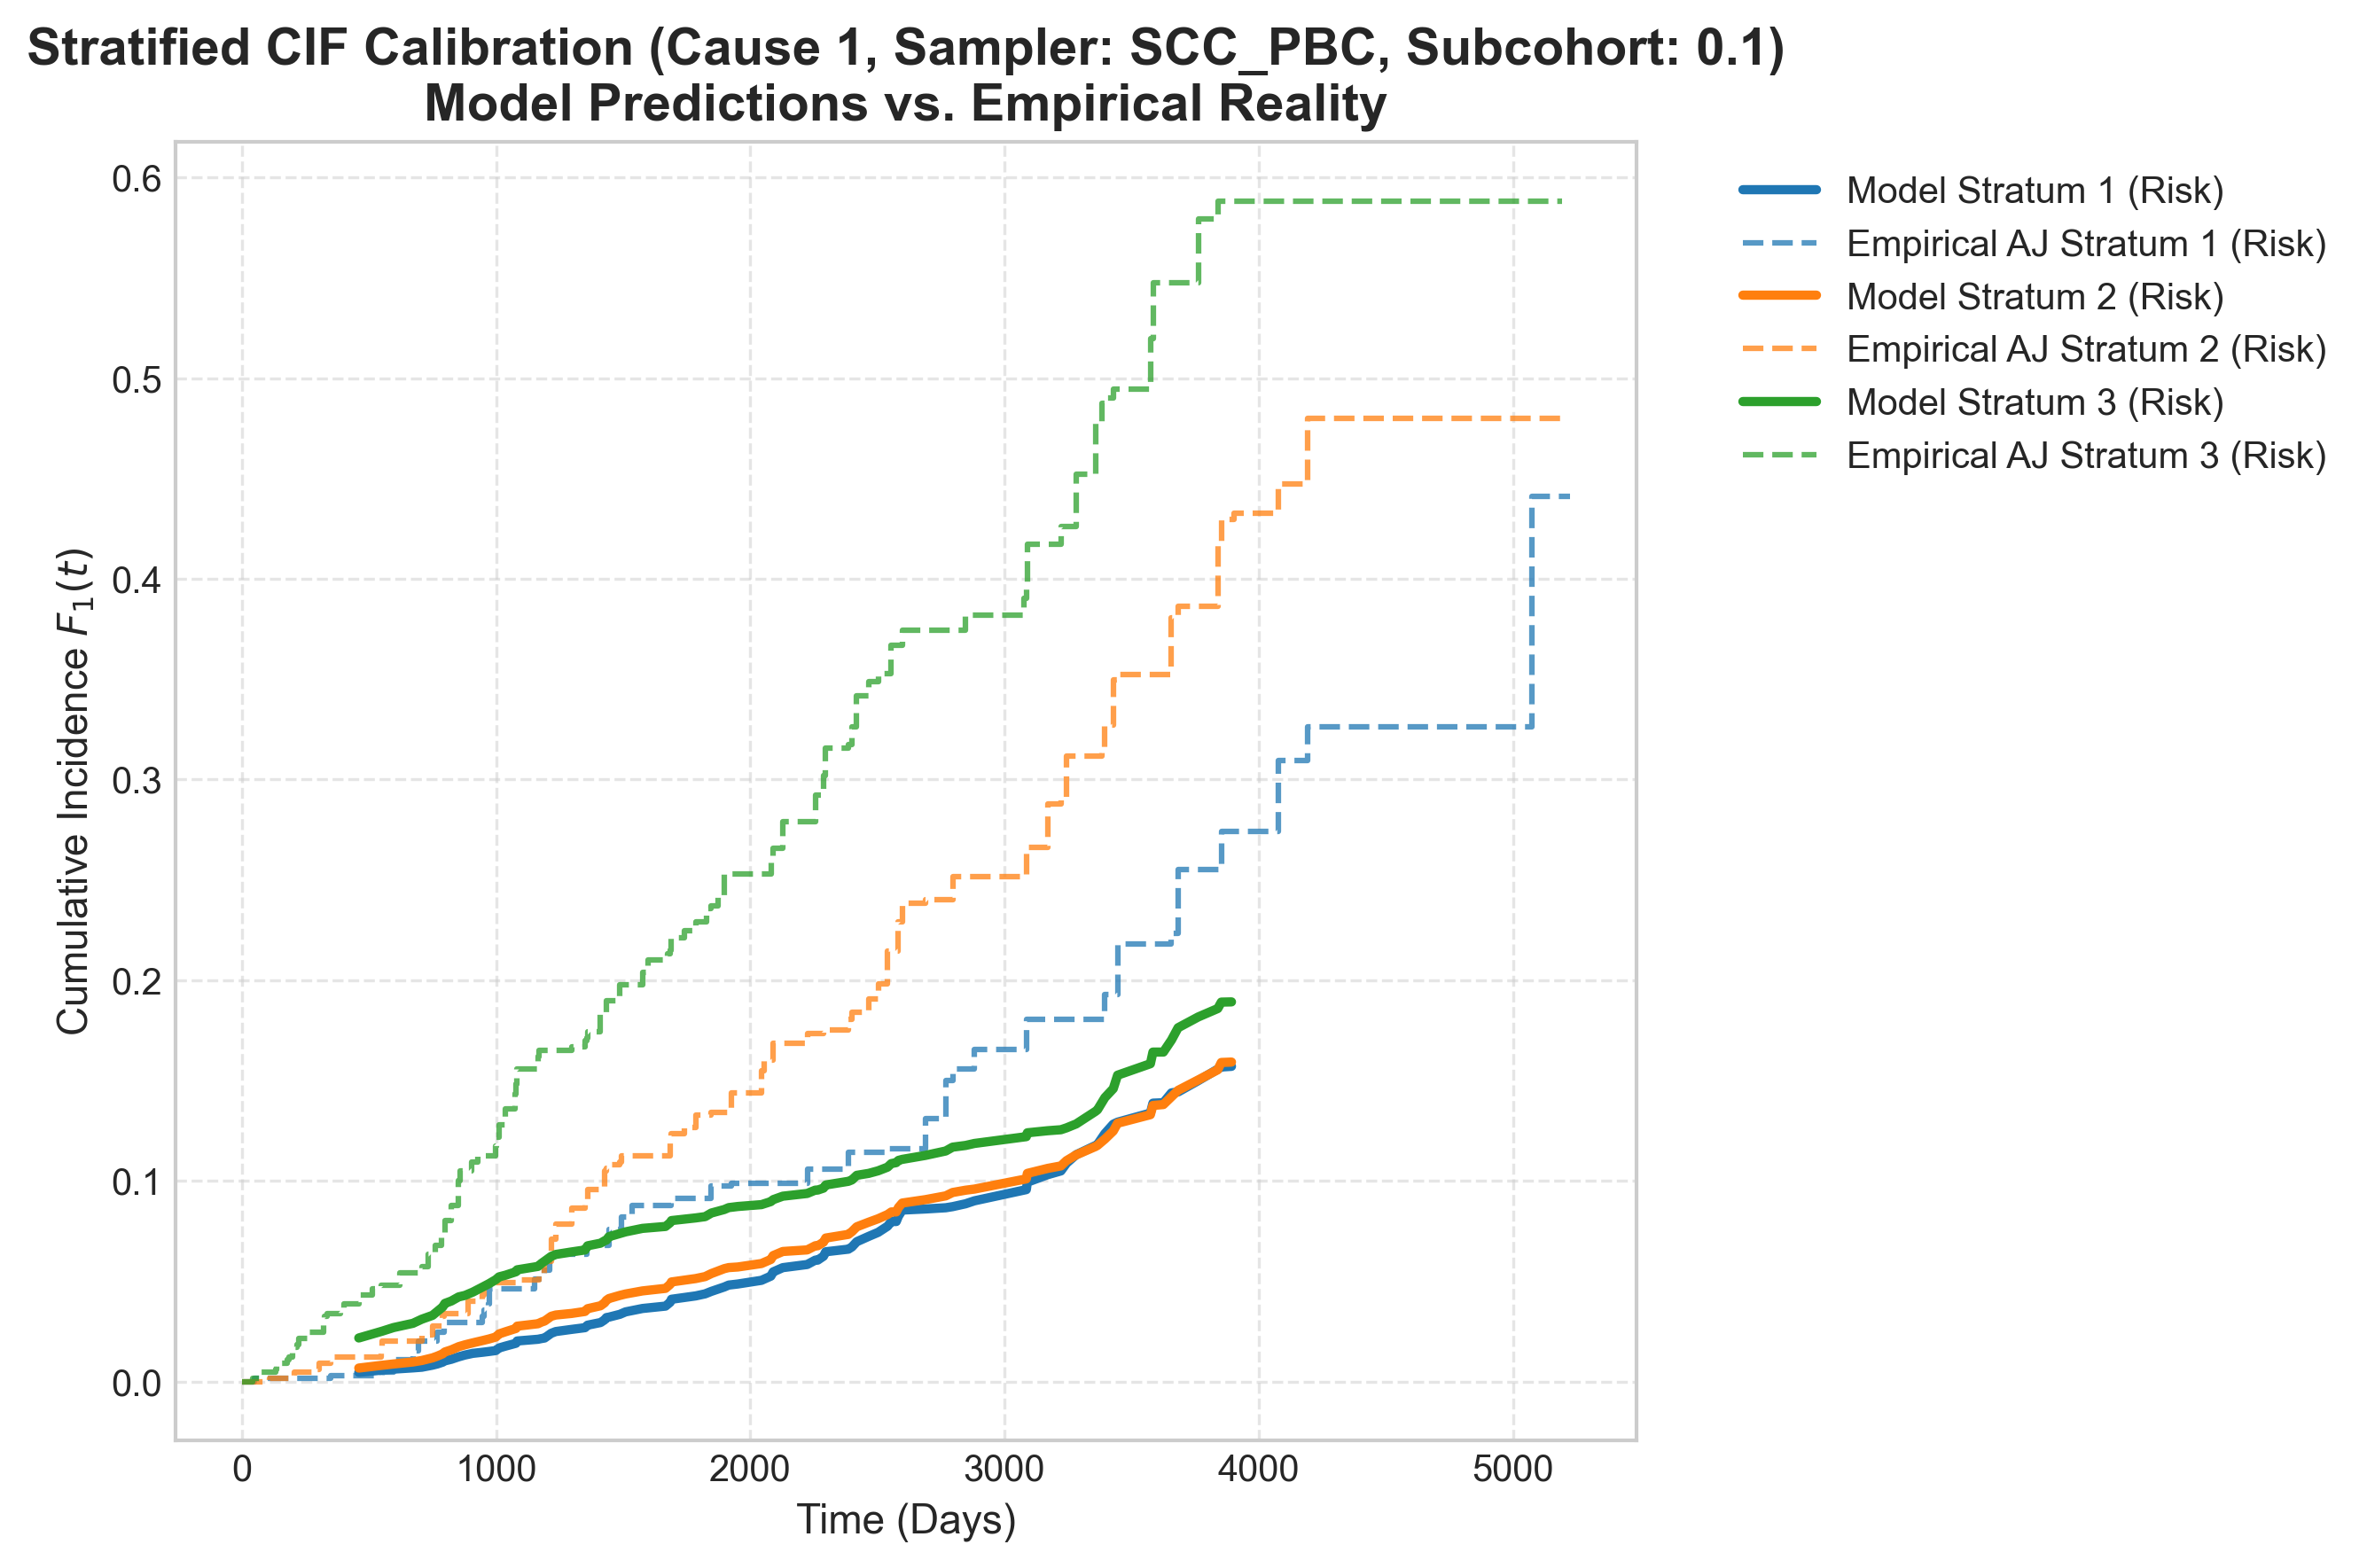 Stratified CIF Calibration (Cause 1, Sampler: SCC_PBC, Subcohort: 0.1)
Model Predictions vs. Empirical Reality
Model Stratum 1 (Risk)
Empirical AJ Stratum 1 (Risk)
Model Stratum 2 (Risk)
Empirical AJ Stratum 2 (Risk)
Model Stratum 3 (Risk)
Empirical AJ Stratum 3 (Risk)
Cumulative Incidence F₁(t)
0.6
0.5
0.4
0.3
0.2
0.1
0.0
0 1000 2000 3000 4000 5000
Time (Days)